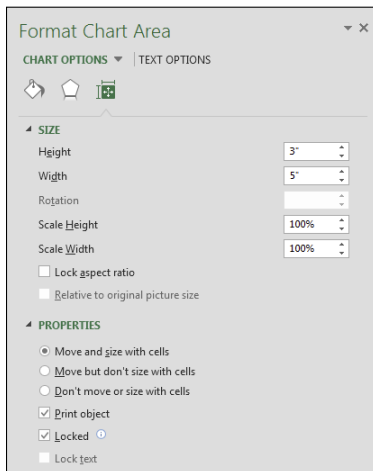 Format Chart Area
CHART OPTIONS TEXT OPTIONS
SIZE
Height 3"
Width 5"
Rotation
Scale Height 100%
Scale Width 100%
Lock aspect ratio
Relative to original picture size
PROPERTIES
Move and size with cells
Move but don't size with cells
Don't move or size with cells
Print object
Locked
Lock text